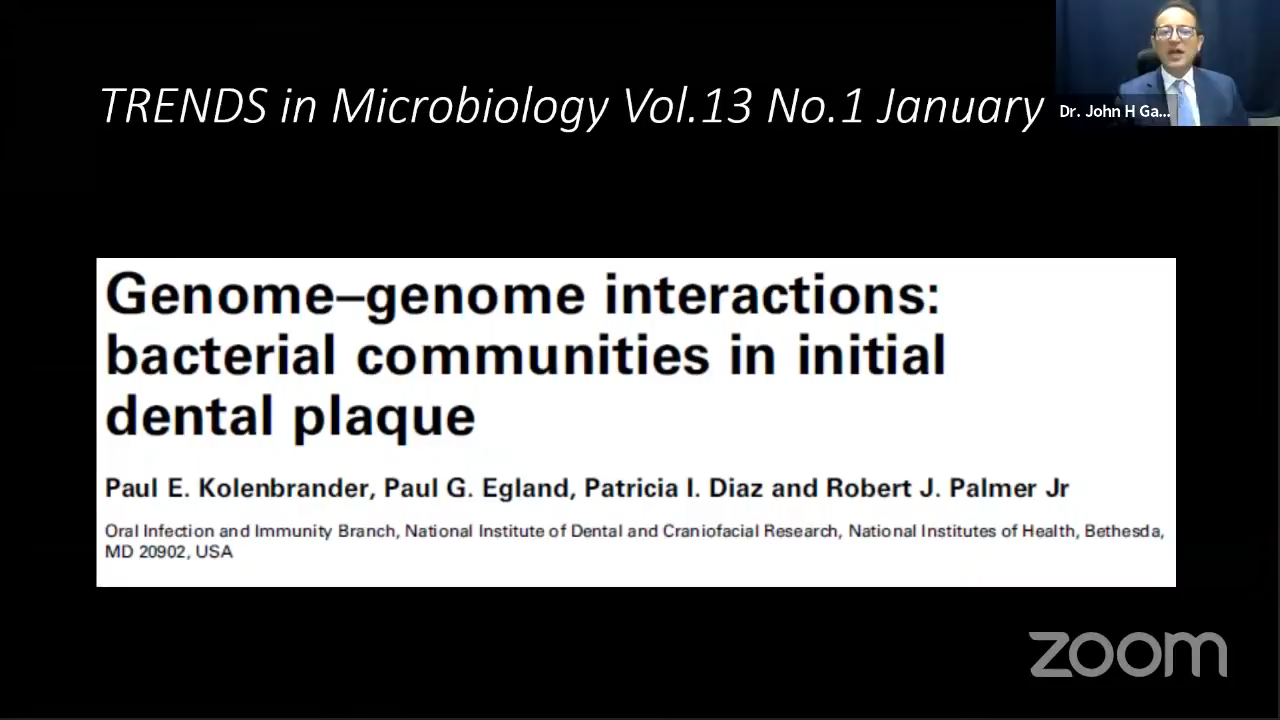 TRENDS in Microbiology Vol.13 No.1 January
Dr. John H Ga...
Genome–genome interactions:
bacterial communities in initial
dental plaque
Paul E. Kolenbrander, Paul G. Egland, Patricia I. Diaz and Robert J. Palmer Jr
Oral Infection and Immunity Branch, National Institute of Dental and Craniofacial Research, National Institutes of Health, Bethesda,
MD 20902, USA
zoom